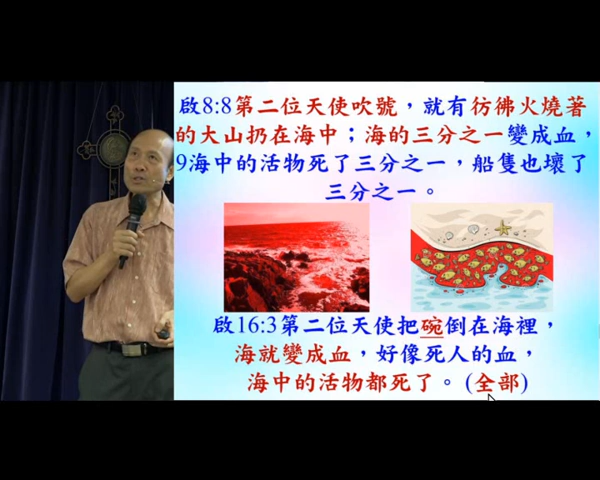 啟8:8第二位天使吹號，就有彷彿火燒著
的大山扔在海中；海的三分之一變成血，
9海中的活物死了三分之一，船隻也壞了
三分之一。
啟16:3第二位天使把碗倒在海裡，
海就變成血，好像死人的血，
海中的活物都死了。(全部)